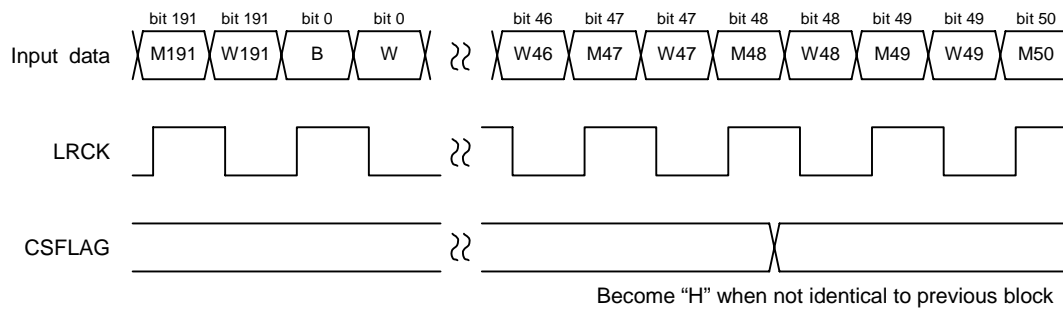 bit 191 bit 191 bit 0 bit 0 bit 46 bit 47 bit 47 bit 48 bit 48 bit 49 bit 49 bit 50
Input data M191 W191 B W W46 M47 W47 M48 W48 M49 W49 M50
LRCK
CSFLAG
Become “H” when not identical to previous block